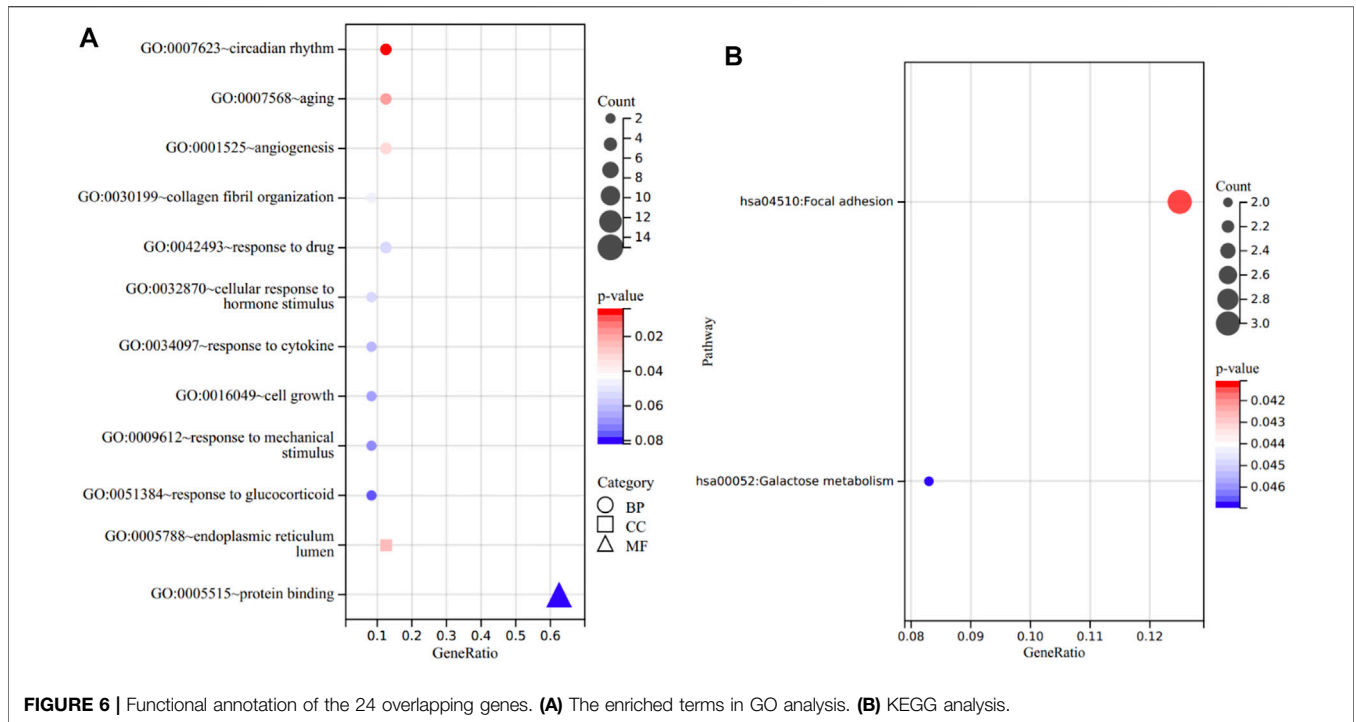 A
GO:0007623~circadian rhythm
GO:0007568~aging
GO:0001525~angiogenesis
GO:0030199~collagen fibril organization
GO:0042493~response to drug
GO:0032870~cellular response to
hormone stimulus
GO:0034097~response to cytokine
GO:0016049~cell growth
GO:0009612~response to mechanical
stimulus
GO:0051384~response to glucocorticoid
GO:0005788~endoplasmic reticulum
lumen
GO:0005515~protein binding
0.1 0.2 0.3 0.4 0.5 0.6
GeneRatio
Count
2
4
6
8
10
12
14
p-value
0.02
0.04
0.06
0.08
Category
BP
CC
MF
B
Pathway
hsa04510:Focal adhesion
hsa00052:Galactose metabolism
0.08 0.09 0.10 0.11 0.12
GeneRatio
Count
2.0
2.2
2.4
2.6
2.8
3.0
p-value
0.042
0.043
0.044
0.045
0.046
FIGURE 6 | Functional annotation of the 24 overlapping genes. (A) The enriched terms in GO analysis. (B) KEGG analysis.